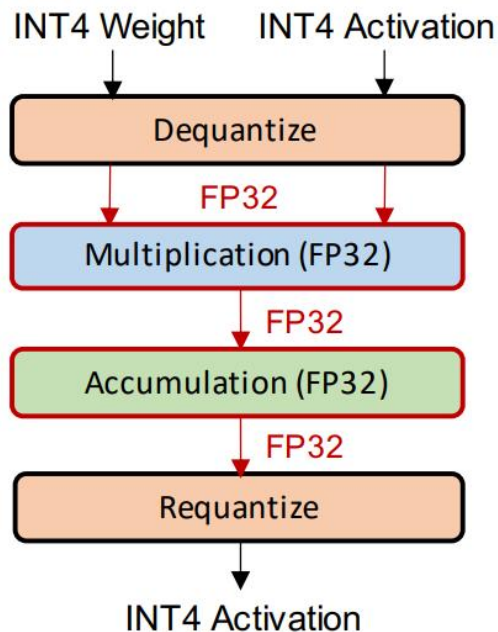 INT4 Weight INT4 Activation
Dequantize
FP32
Multiplication (FP32)
FP32
Accumulation (FP32)
FP32
Requantize
INT4 Activation